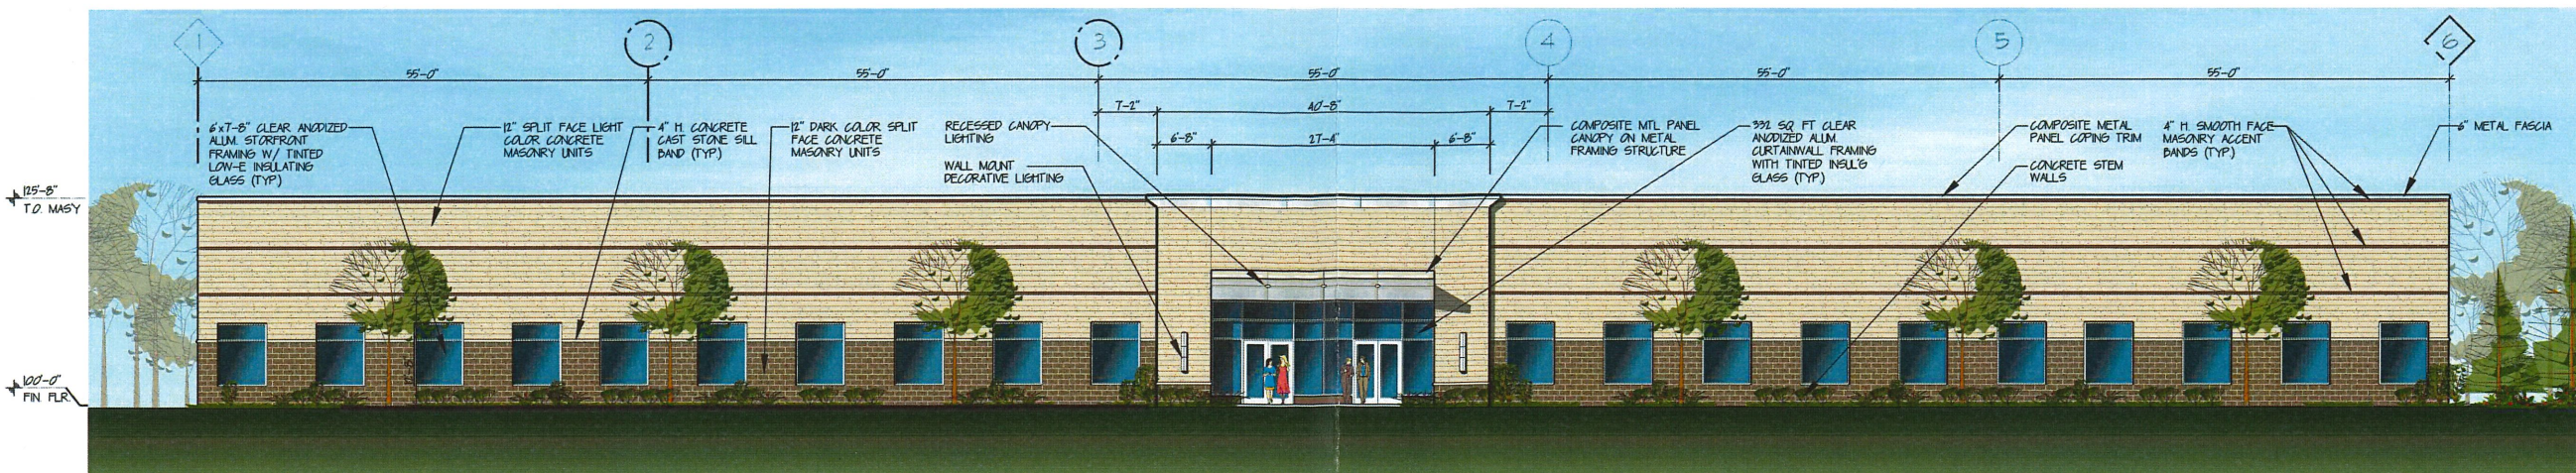 1
2
3
4
5
6
55'-0"
55'-0"
55'-0"
55'-0"
55'-0"
7'-2"
40'-8"
7'-2"
6'-8"
27'-4"
6'-8"
6'x7'-8" CLEAR ANODIZED
ALUM. STORFRONT
FRAMING W/ TINTED
LOW-E INSULATING
GLASS (TYP.)
12" SPLIT FACE LIGHT
COLOR CONCRETE
MASONRY UNITS
4" H. CONCRETE
CAST STONE SILL
BAND (TYP.)
12" DARK COLOR SPLIT
FACE CONCRETE
MASONRY UNITS
RECESSED CANOPY
LIGHTING
WALL MOUNT
DECORATIVE LIGHTING
COMPOSITE MTL PANEL
CANOPY ON METAL
FRAMING STRUCTURE
332 SQ. FT CLEAR
ANODIZED ALUM.
CURTAINWALL FRAMING
WITH TINTED INSUL'G
GLASS (TYP.)
COMPOSITE METAL
PANEL COPING TRIM
CONCRETE STEM
WALLS
4" H. SMOOTH FACE
MASONRY ACCENT
BANDS (TYP.)
6" METAL FASCIA
125'-8"
T.O. MAS'Y
100'-0"
FIN FLR.